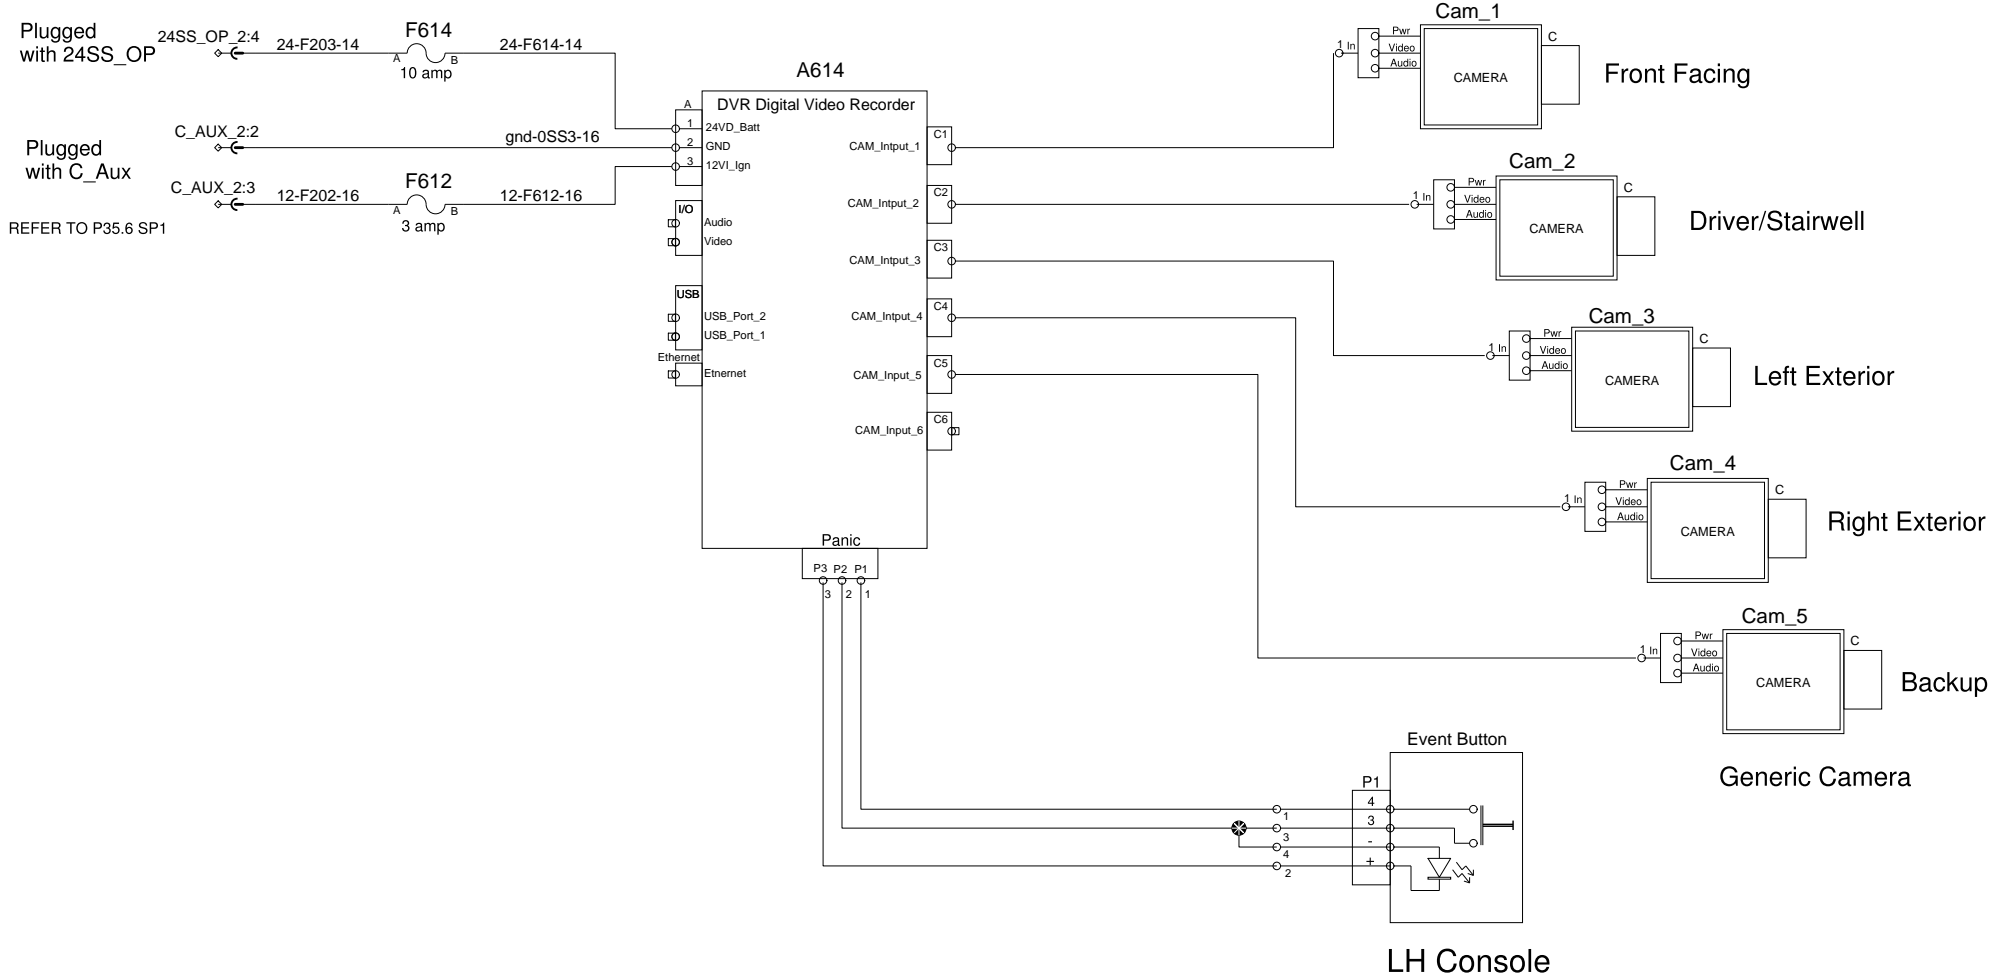 Plugged
with 24SS_OP
24SS_OP_2:4
24-F203-14
F614
A
B
10 amp
24-F614-14
C_AUX_2:2
gnd-0SS3-16
Plugged
with C_Aux
C_AUX_2:3
12-F202-16
F612
A
B
3 amp
12-F612-16
REFER TO P35.6 SP1
A614
DVR Digital Video Recorder
A
1
24VD_Batt
2
GND
3
12VI_Ign
I/O
Audio
Video
USB
USB_Port_2
USB_Port_1
Ethernet
Etnernet
CAM_Intput_1
C1
CAM_Intput_2
C2
CAM_Intput_3
C3
CAM_Intput_4
C4
CAM_Input_5
C5
CAM_Input_6
C6
Panic
P3 P2 P1
3 2 1
Cam_1
1 In
Pwr
Video
Audio
CAMERA
C
Front Facing
Cam_2
1 In
Pwr
Video
Audio
CAMERA
C
Driver/Stairwell
Cam_3
1 In
Pwr
Video
Audio
CAMERA
C
Left Exterior
Cam_4
1 In
Pwr
Video
Audio
CAMERA
C
Right Exterior
Cam_5
1 In
Pwr
Video
Audio
CAMERA
C
Backup
Generic Camera
Event Button
P1
4
1
3
3
-
4
+
2
LH Console